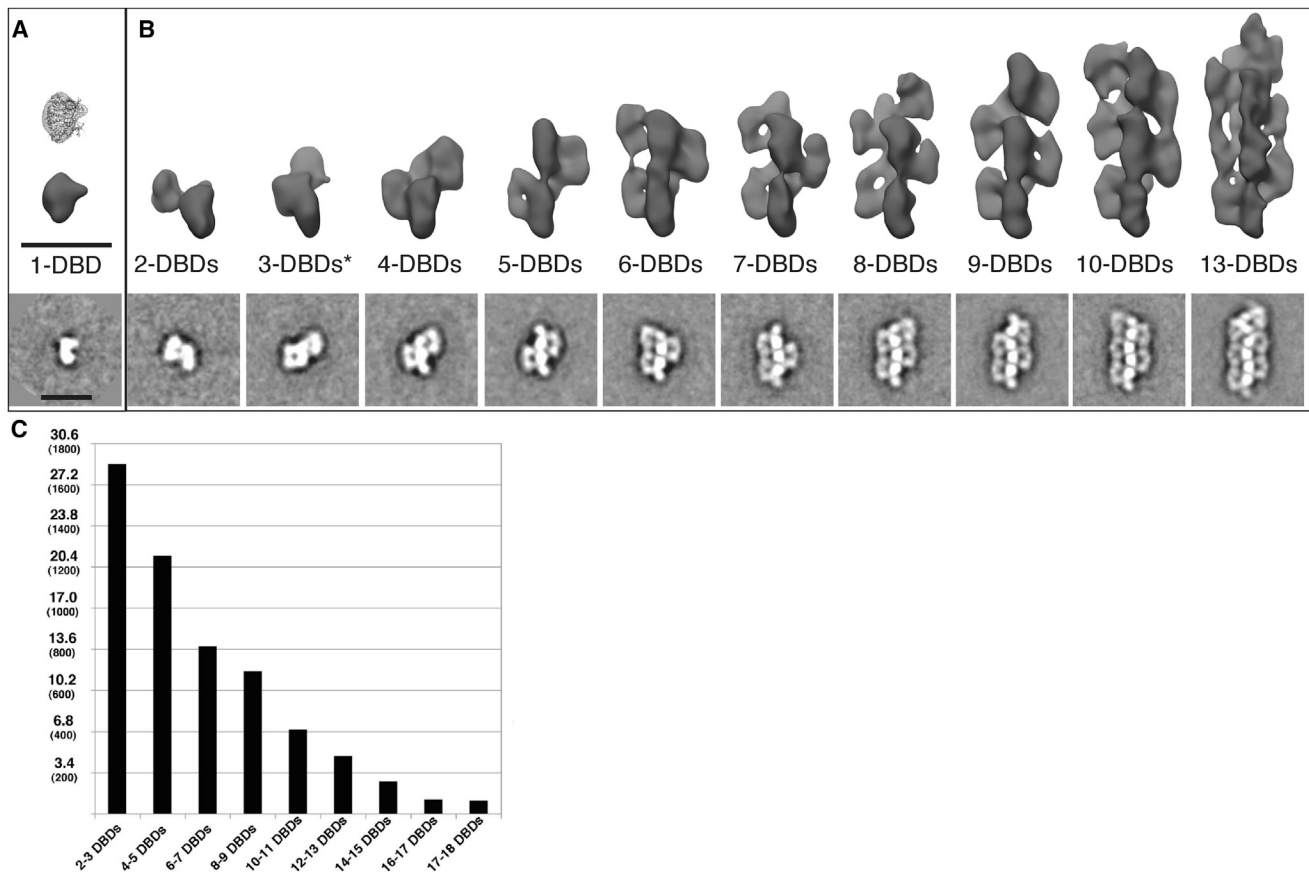 A
B
1-DBD
2-DBDs
3-DBDs*
4-DBDs
5-DBDs
6-DBDs
7-DBDs
8-DBDs
9-DBDs
10-DBDs
13-DBDs
C
30.6
(1800)
27.2
(1600)
23.8
(1400)
20.4
(1200)
17.0
(1000)
13.6
(800)
10.2
(600)
6.8
(400)
3.4
(200)
2-3 DBDs
4-5 DBDs
6-7 DBDs
8-9 DBDs
10-11 DBDs
12-13 DBDs
14-15 DBDs
16-17 DBDs
17-18 DBDs